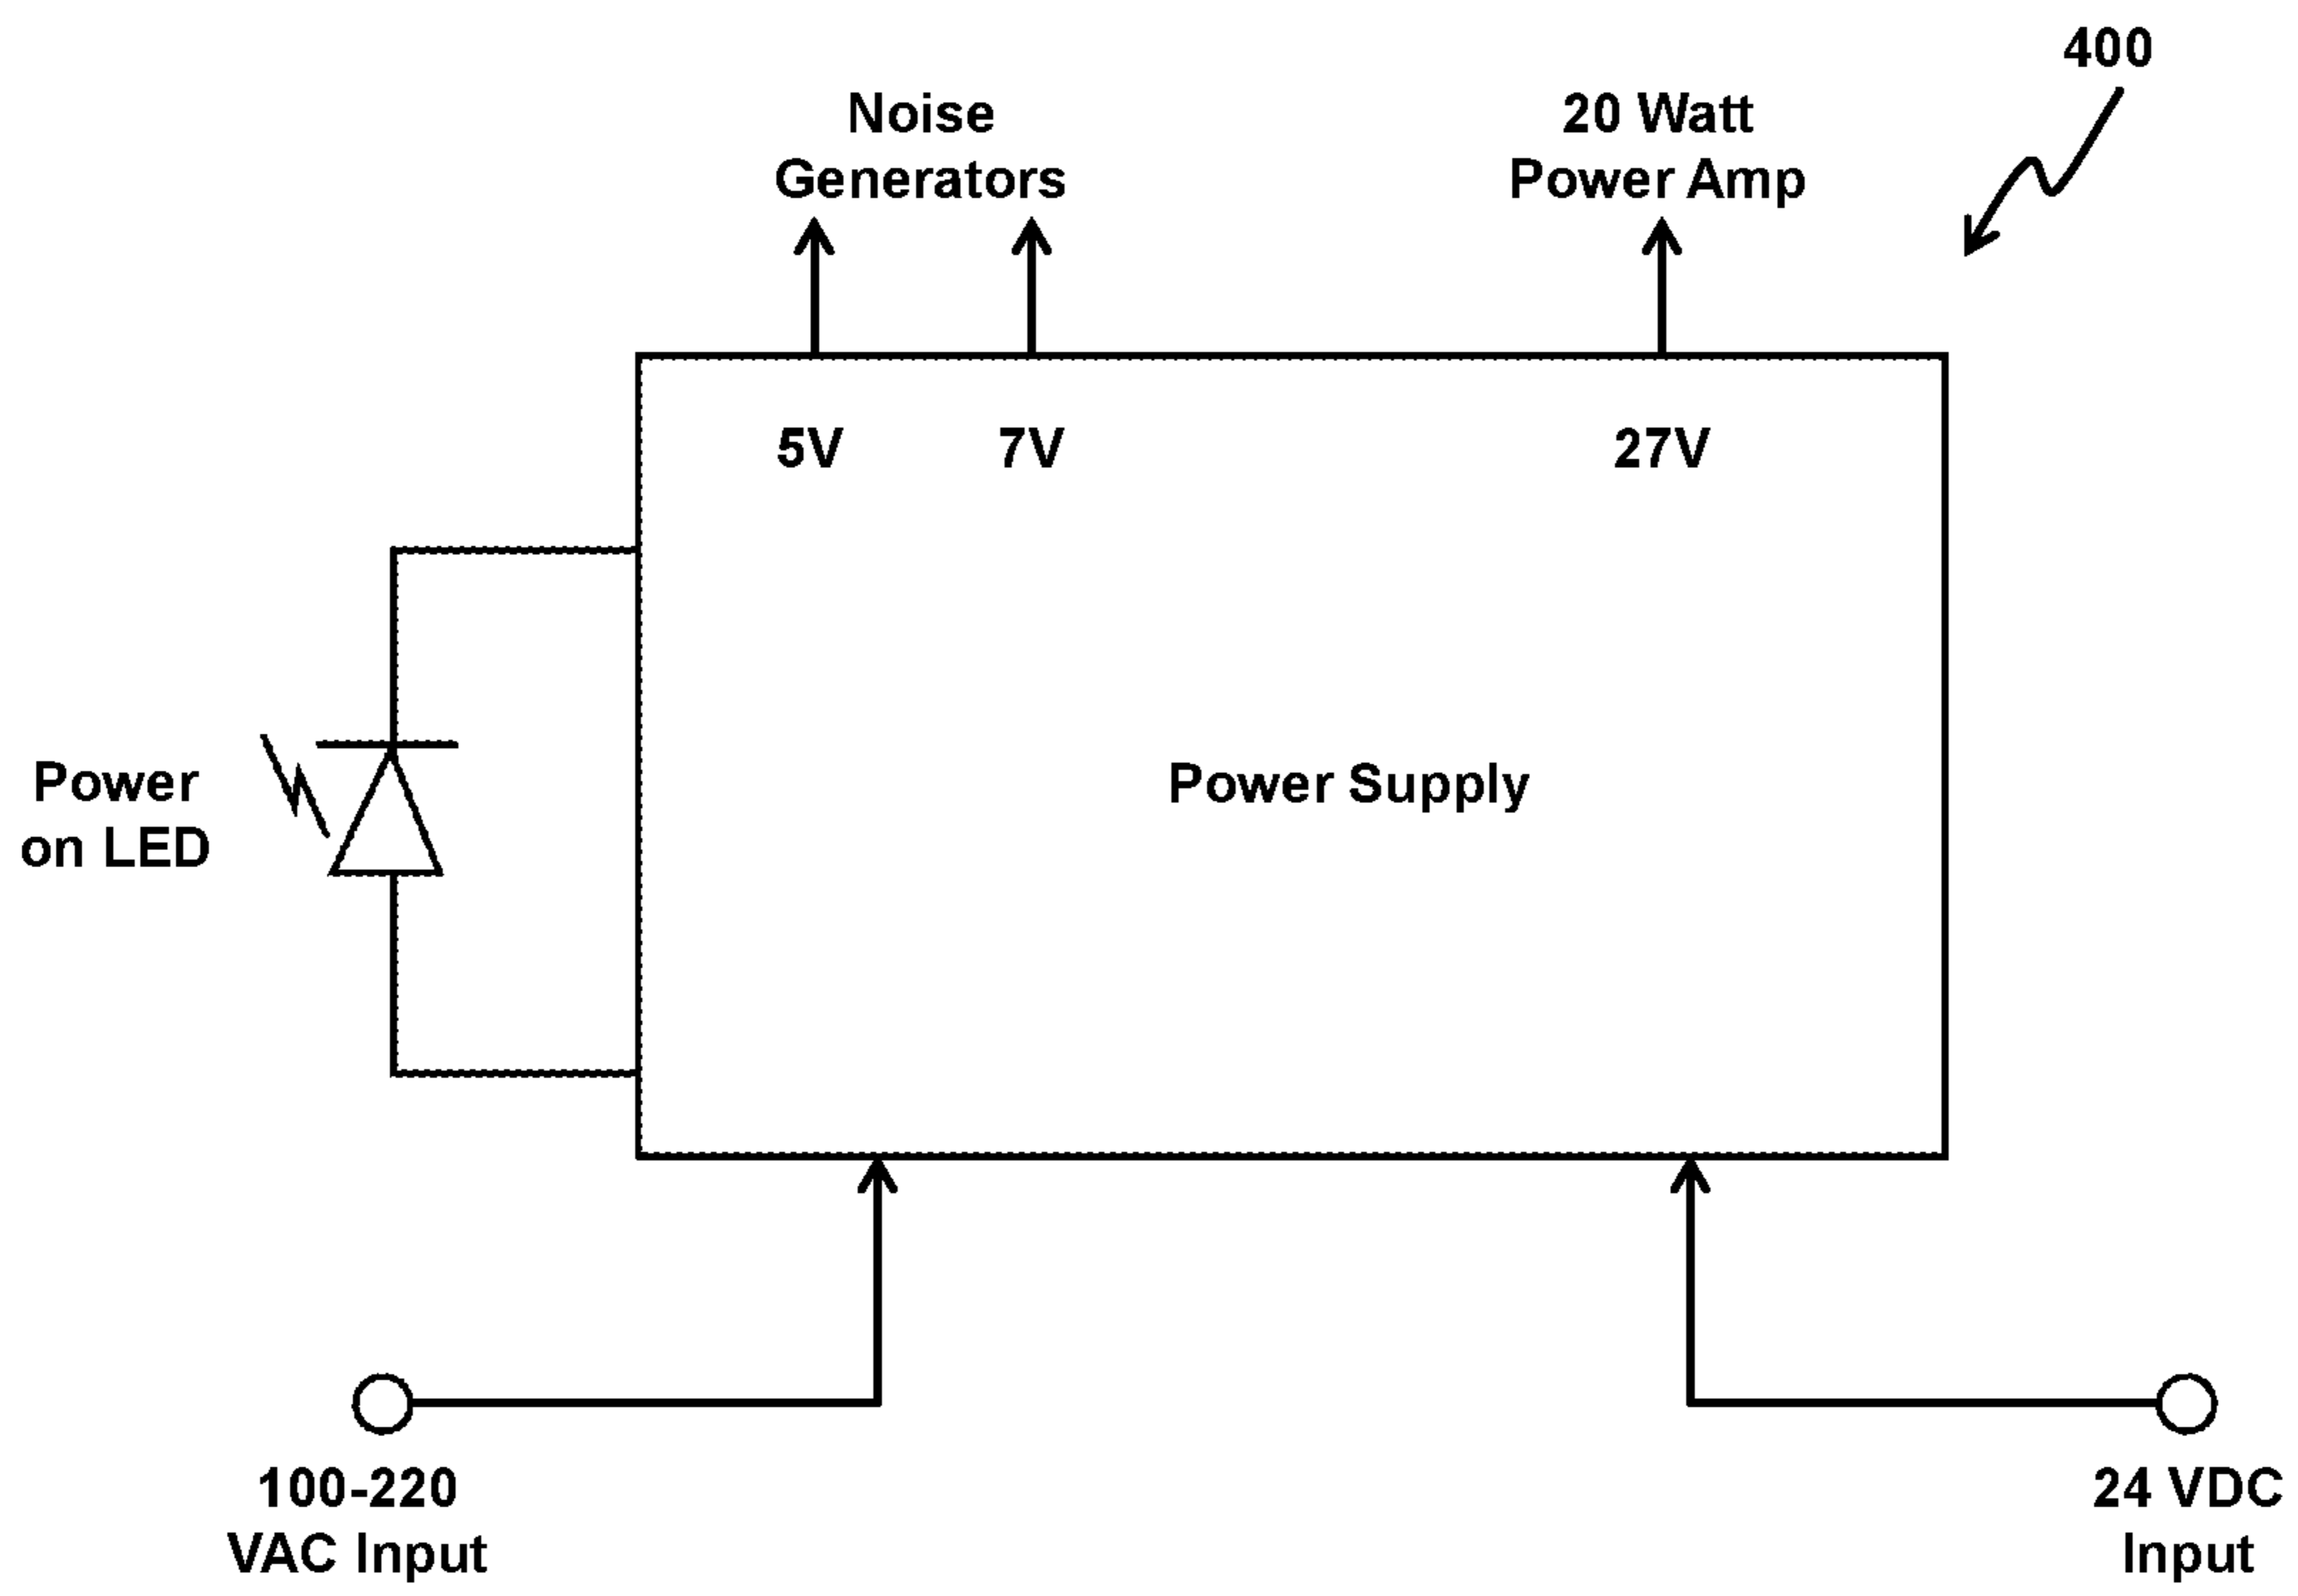 400
Noise
Generators
20 Watt
Power Amp
5V
7V
27V
Power
on LED
Power Supply
100-220
VAC Input
24 VDC
Input